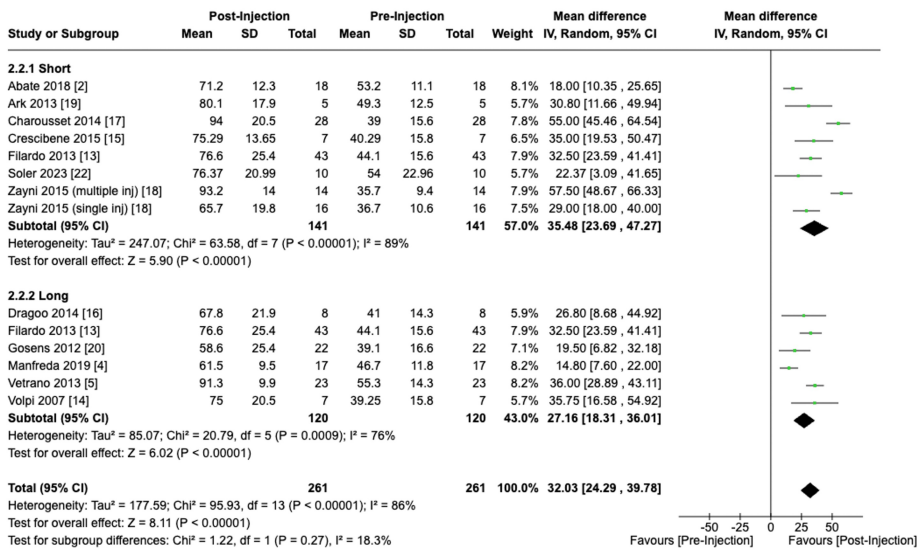 Post-Injection Pre-Injection Mean difference Mean difference
Study or Subgroup Mean SD Total Mean SD Total Weight IV, Random, 95% CI IV, Random, 95% CI
2.2.1 Short
Abate 2018 [2] 71.2 12.3 18 53.2 11.1 18 8.1% 18.00 [10.35 , 25.65]
Ark 2013 [19] 80.1 17.9 5 49.3 12.5 5 5.7% 30.80 [11.66 , 49.94]
Charousset 2014 [17] 94 20.5 28 39 15.6 28 7.8% 55.00 [45.46 , 64.54]
Crescibene 2015 [15] 75.29 13.65 7 40.29 15.8 7 6.5% 35.00 [19.53 , 50.47]
Filardo 2013 [13] 76.6 25.4 43 44.1 15.6 43 7.9% 32.50 [23.59 , 41.41]
Soler 2023 [22] 76.37 20.99 10 54 22.96 10 5.6% 22.37 [3.09 , 41.65]
Zayni 2015 (multiple inj) [18] 93.2 14 14 35.7 9.4 14 7.9% 57.50 [48.67 , 66.33]
Zayni 2015 (single inj) [18] 65.7 19.8 16 36.7 10.6 16 7.5% 29.00 [18.00 , 40.00]
Subtotal (95% CI) 141 141 57.0% 35.48 [23.69 , 47.27]
Heterogeneity: Tau² = 247.07; Chi² = 63.58, df = 7 (P < 0.00001); I² = 89%
Test for overall effect: Z = 5.90 (P < 0.00001)
2.2.2 Long
Dragoo 2014 [16] 67.8 21.9 8 41 14.3 8 5.9% 26.80 [8.68 , 44.92]
Filardo 2013 [13] 76.6 25.4 43 44.1 15.6 43 7.9% 32.50 [23.59 , 41.41]
Gosens 2012 [20] 58.6 25.4 22 39.1 16.6 22 7.1% 19.50 [6.82 , 32.18]
Manfreda 2019 [4] 61.5 9.5 17 46.7 11.8 17 8.2% 14.80 [7.60 , 22.00]
Vetrano 2013 [5] 91.3 9.9 23 55.3 14.3 23 8.2% 36.00 [28.89 , 43.11]
Volpi 2007 [14] 75 20.5 7 39.25 15.8 7 5.7% 35.75 [16.58 , 54.92]
Subtotal (95% CI) 120 120 43.0% 27.16 [18.31 , 36.01]
Heterogeneity: Tau² = 85.07; Chi² = 20.79, df = 5 (P = 0.0009); I² = 76%
Test for overall effect: Z = 6.02 (P < 0.00001)
Total (95% CI) 261 261 100.0% 32.03 [24.29 , 39.78]
Heterogeneity: Tau² = 177.59; Chi² = 95.93, df = 13 (P < 0.00001); I² = 86%
Test for overall effect: Z = 8.11 (P < 0.00001) -50 -25 0 25 50
Test for subgroup differences: Chi² = 1.22, df = 1 (P = 0.27), I² = 18.3% Favours [Pre-Injection] Favours [Post-Injection]